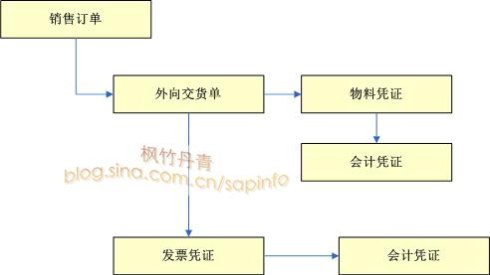 销售订单
外向交货单
物料凭证
会计凭证
枫竹丹青
blog.sina.com.cn/sapinfo
发票凭证
会计凭证